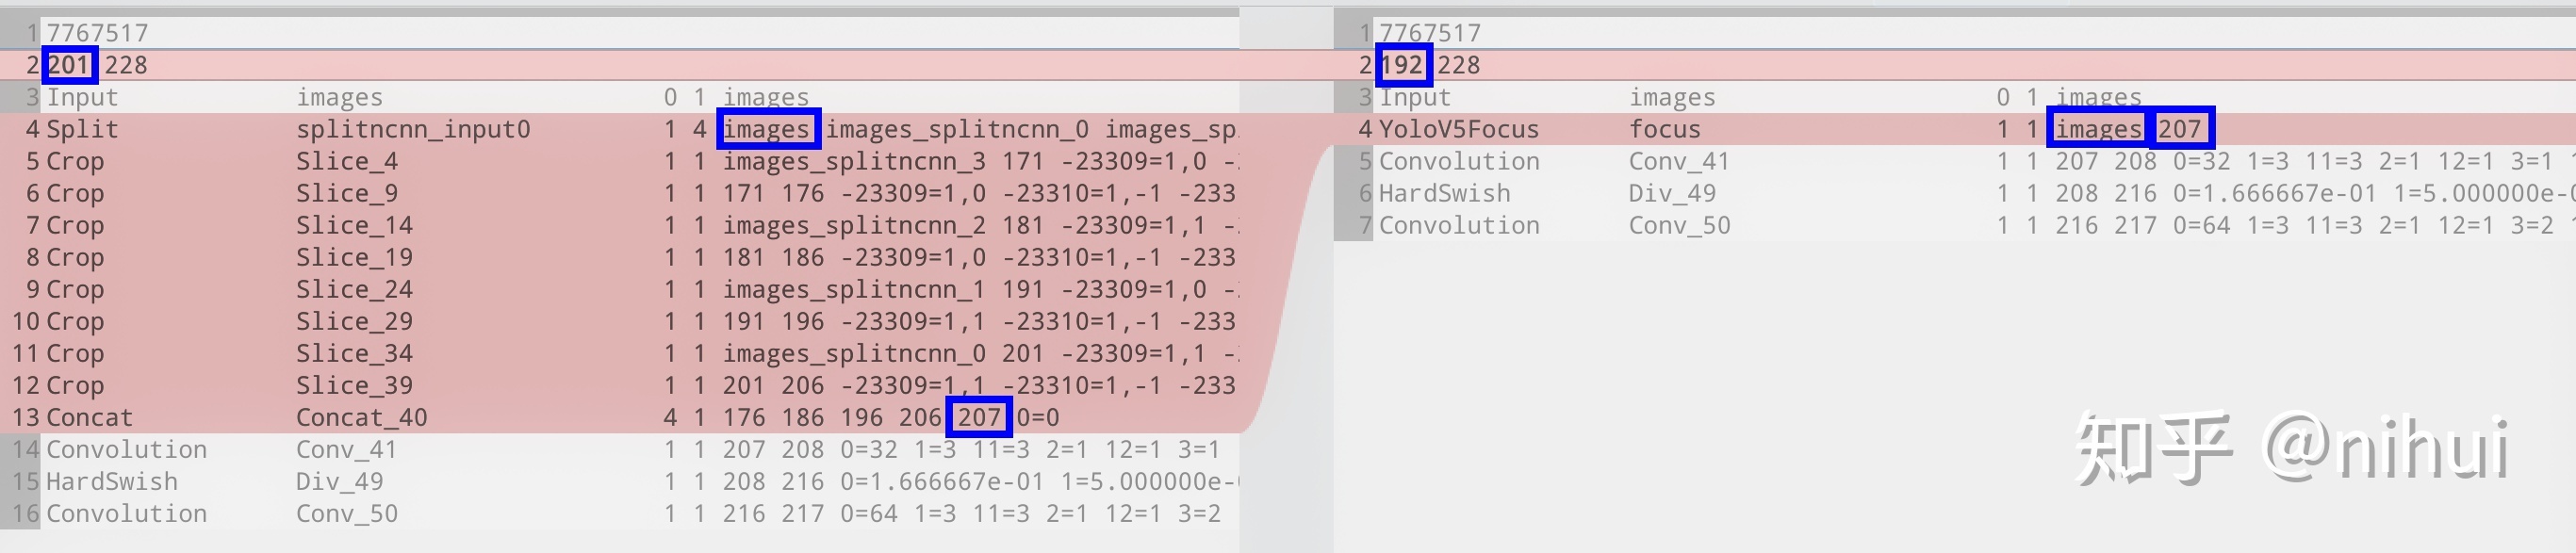 1 7767517
2 201 228
3 Input images 0 1 images
4 Split splitncnn_input0 1 4 images images_splitncnn_0 images_sp
5 Crop Slice_4 1 1 images_splitncnn_3 171 -23309=1,0 -
6 Crop Slice_9 1 1 171 176 -23309=1,0 -23310=1,-1 -233
7 Crop Slice_14 1 1 images_splitncnn_2 181 -23309=1,1 -
8 Crop Slice_19 1 1 181 186 -23309=1,0 -23310=1,-1 -233
9 Crop Slice_24 1 1 images_splitncnn_1 191 -23309=1,0 -
10 Crop Slice_29 1 1 191 196 -23309=1,1 -23310=1,-1 -233
11 Crop Slice_34 1 1 images_splitncnn_0 201 -23309=1,1 -
12 Crop Slice_39 1 1 201 206 -23309=1,1 -23310=1,-1 -233
13 Concat Concat_40 4 1 176 186 196 206 207 0=0
14 Convolution Conv_41 1 1 207 208 0=32 1=3 11=3 2=1 12=1 3=1
15 HardSwish Div_49 1 1 208 216 0=1.666667e-01 1=5.000000e-
16 Convolution Conv_50 1 1 216 217 0=64 1=3 11=3 2=1 12=1 3=2
1 7767517
2 192 228
3 Input images 0 1 images
4 YoloV5Focus focus 1 1 images 207
5 Convolution Conv_41 1 1 207 208 0=32 1=3 11=3 2=1 12=1 3=1
6 HardSwish Div_49 1 1 208 216 0=1.666667e-01 1=5.000000e-
7 Convolution Conv_50 1 1 216 217 0=64 1=3 11=3 2=1 12=1 3=2
知乎 @nihui